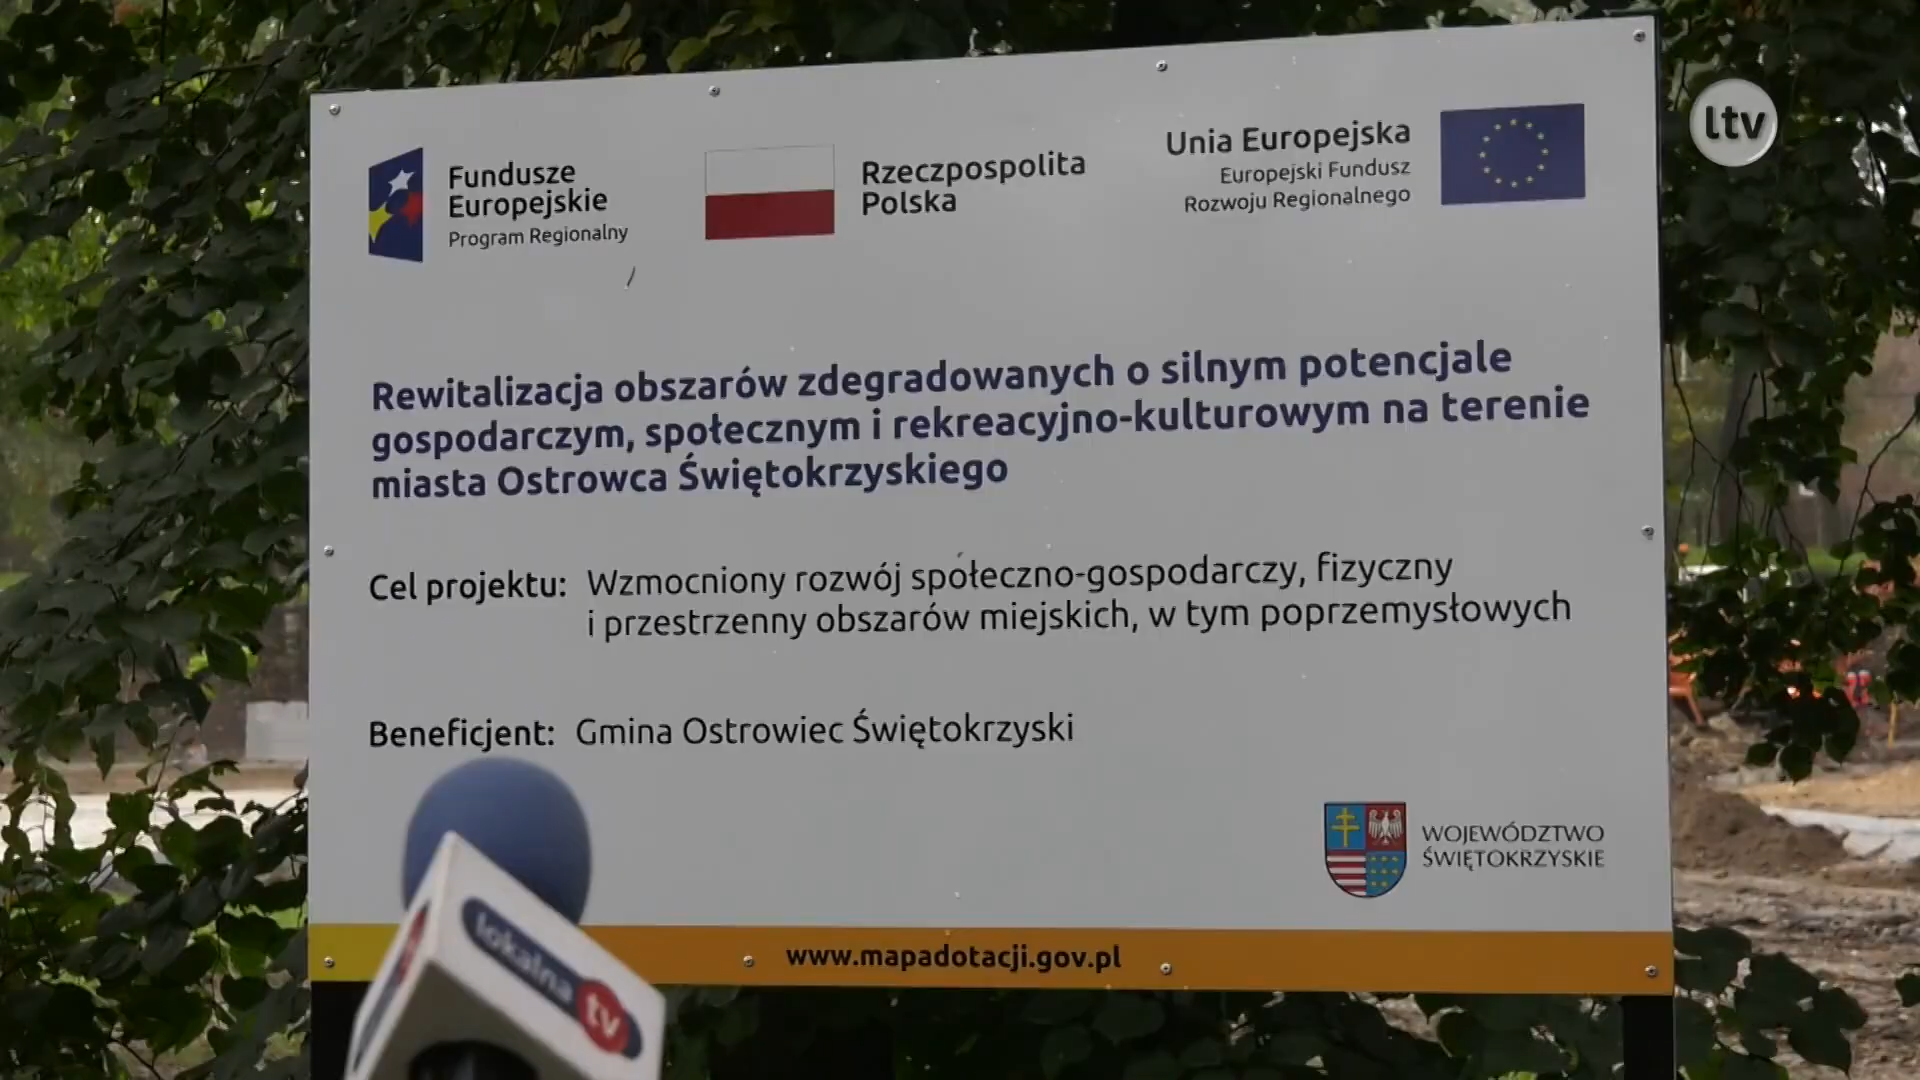 Fundusze
Europejskie
Program Regionalny
Rzeczpospolita
Polska
Unia Europejska
Europejski Fundusz
Rozwoju Regionalnego
ltv
Rewitalizacja obszarów zdegradowanych o silnym potencjale
gospodarczym, społecznym i rekreacyjno-kulturowym na terenie
miasta Ostrowca Świętokrzyskiego
Cel projektu: Wzmocniony rozwój społeczno-gospodarczy, fizyczny
i przestrzenny obszarów miejskich, w tym poprzemysłowych
Beneficjent: Gmina Ostrowiec Świętokrzyski
WOJEWÓDZTWO
ŚWIĘTOKRZYSKIE
www.mapadotacji.gov.pl
lokalna tv